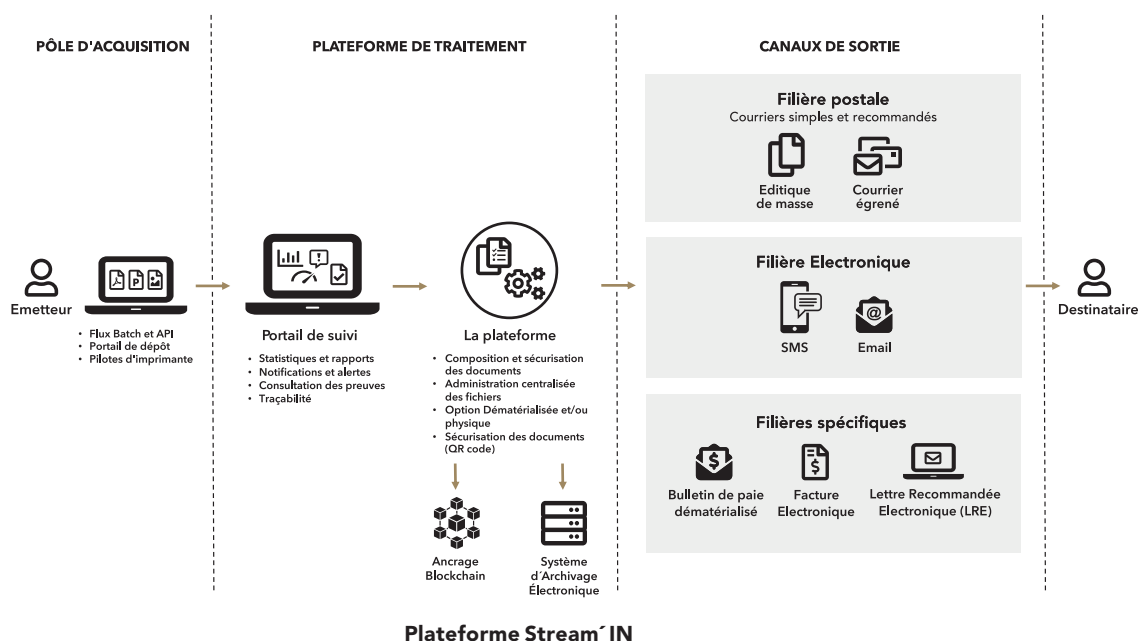 PÔLE D'ACQUISITION
PLATEFORME DE TRAITEMENT
CANAUX DE SORTIE
Emetteur
P
• Flux Batch et API
• Portail de dépôt
• Pilotes d'imprimante
Portail de suivi
• Statistiques et rapports
• Notifications et alertes
• Consultation des preuves
• Traçabilité
La plateforme
• Composition et sécurisation
des documents
• Administration centralisée
des fichiers
• Option Dématérialisée et/ou
physique
• Sécurisation des documents
(QR code)
Ancrage
Blockchain
Système
d´Archivage
Électronique
Filière postale
Courriers simples et recommandés
Editique
de masse
Courrier
égrené
Filière Electronique
SMS
@
Email
Filières spécifiques
$
Bulletin de paie
dématérialisé
$
Facture
Electronique
Lettre Recommandée
Electronique (LRE)
Destinataire
Plateforme Stream´IN